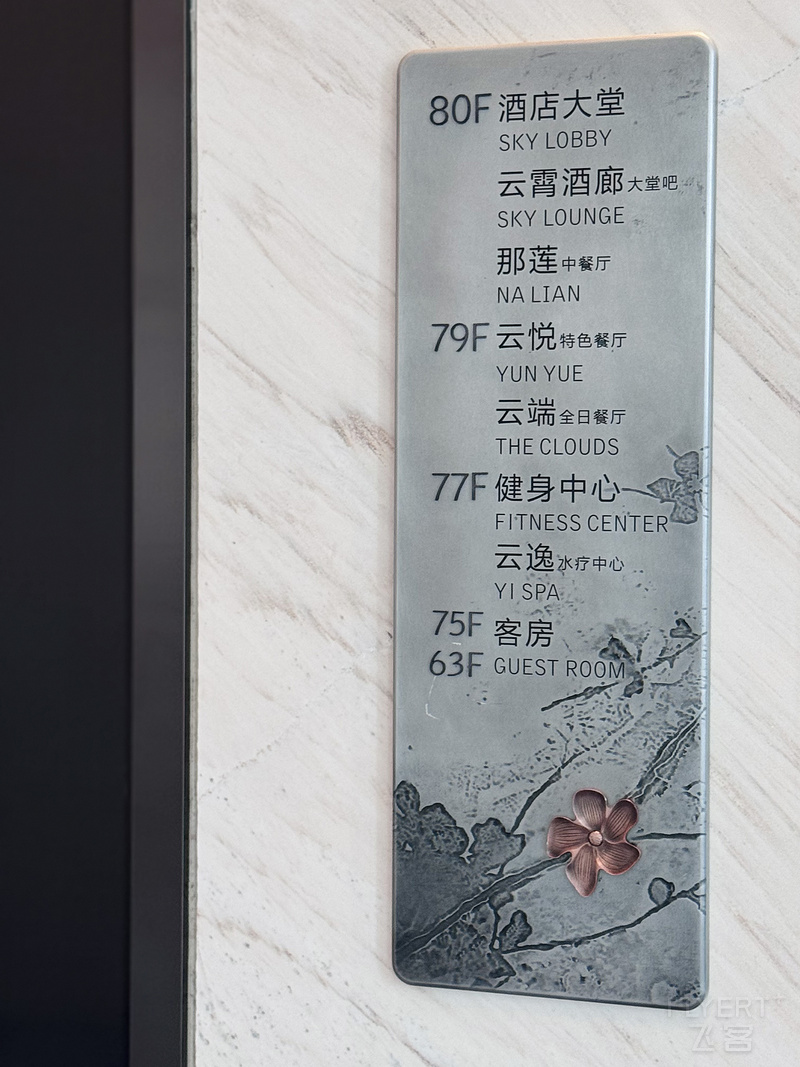 80F 酒店大堂
SKY LOBBY
云霄酒廊 大堂吧
SKY LOUNGE
那莲 中餐厅
NA LIAN
79F 云悦 特色餐厅
YUN YUE
云端 全日餐厅
THE CLOUDS
77F 健身中心
FITNESS CENTER
云逸 水疗中心
YI SPA
75F 客房
63F GUEST ROOM
FLYERT
飞客